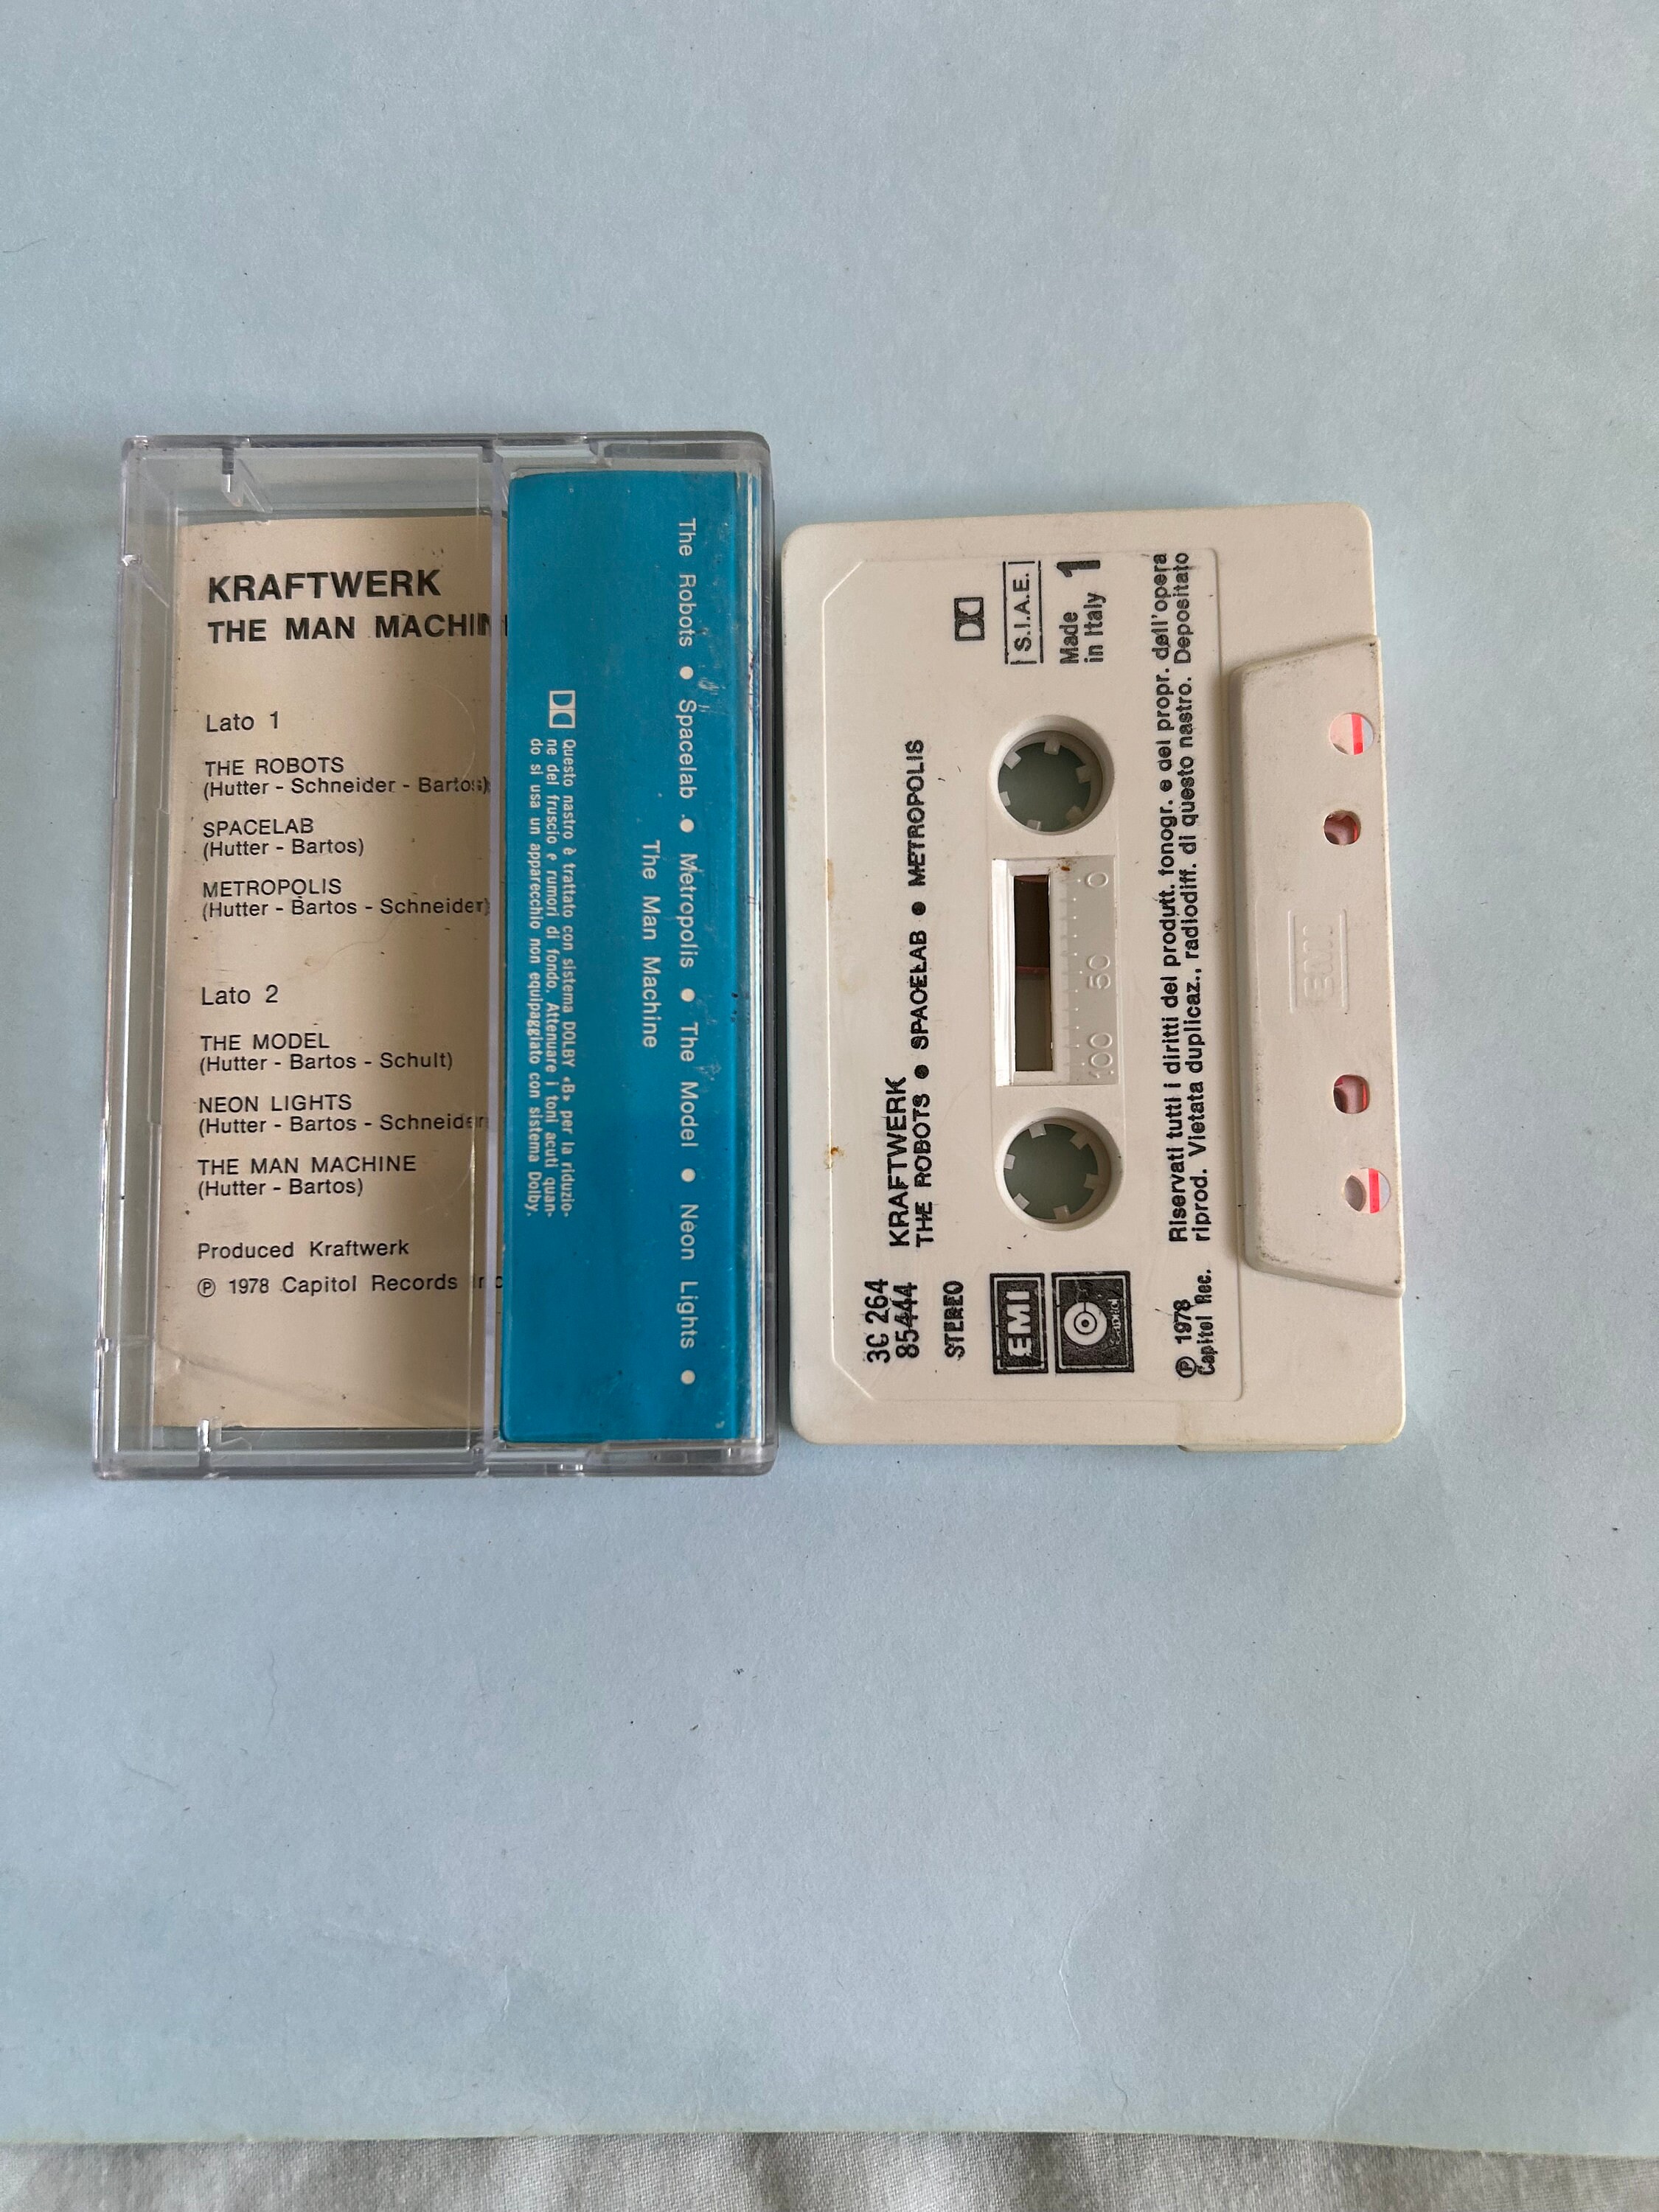 KRAFTWERK
THE MAN MACHIN
Lato 1
THE ROBOTS
(Hutter - Schneider - Bartos)
SPACELAB
(Hutter - Bartos)
METROPOLIS
(Hutter - Bartos - Schneider)
Lato 2
THE MODEL
(Hutter - Bartos - Schult)
NEON LIGHTS
(Hutter - Bartos - Schneider
THE MAN MACHINE
(Hutter - Bartos)
Produced Kraftwerk
℗ 1978 Capitol Records Inc
The Robots ● Spacelab ● Metropolis ● The Model ● Neon Lights ●
The Man Machine
Questo nastro è trattato con sistema DOLBY «B» per la riduzio-
ne del fruscio e rumori di fondo. Attenuare i toni acuti quan-
do si usa un apparecchio non equipaggiato con sistema Dolby.
3C 264
85444
STEREO
KRAFTWERK
THE ROBOTS ● SPACELAB ● METROPOLIS
S.I.A.E.
Made
in Italy 1
EMI
Capitol
100 50 0
℗ 1978
Capitol Rec.
Riservati tutti i diritti del produtt. fonogr. e del propr. dell'opera
riprod. Vietata duplicaz., radiodiff. di questo nastro. Depositato
EMI